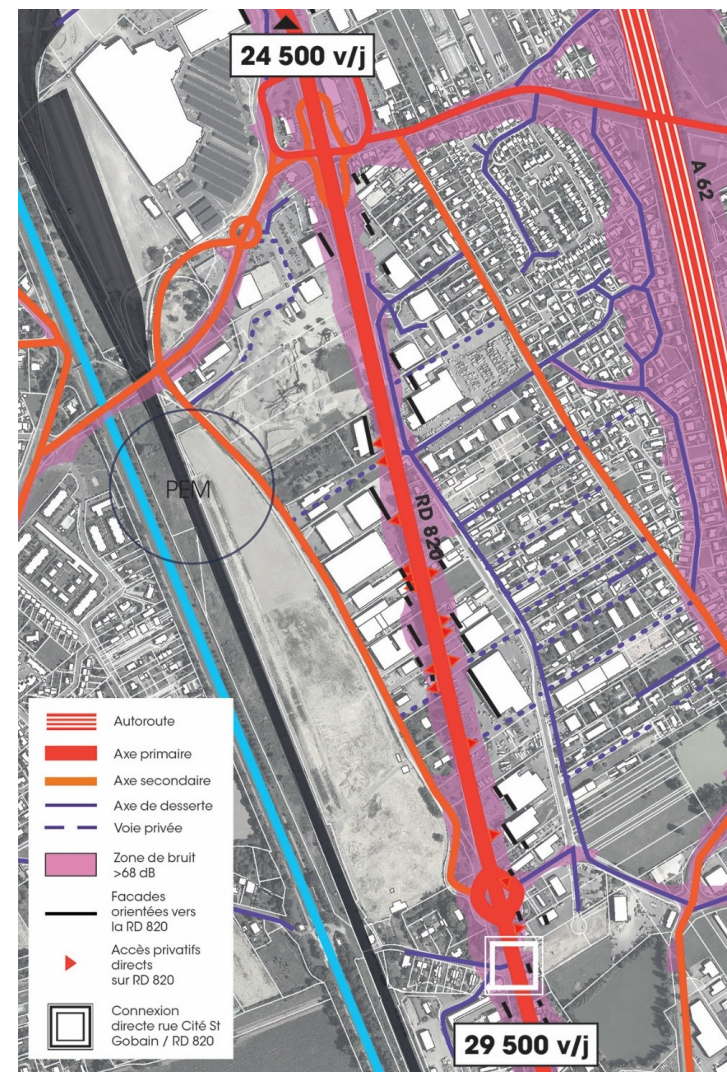 24 500 v/j
A 62
PEM
RD 820
Autoroute
Axe primaire
Axe secondaire
Axe de desserte
Voie privée
Zone de bruit
>68 dB
Facades
orientées vers
la RD 820
Accès privatifs
directs
sur RD 820
Connexion
directe rue Cité St
Gobain / RD 820
29 500 v/j